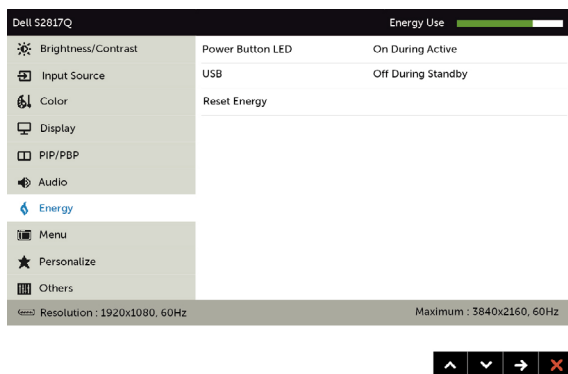 Dell S2817Q Energy Use
Brightness/Contrast Power Button LED On During Active
Input Source USB Off During Standby
Color Reset Energy
Display
PIP/PBP
Audio
Energy
Menu
Personalize
Others
Resolution : 1920x1080, 60Hz Maximum : 3840x2160, 60Hz